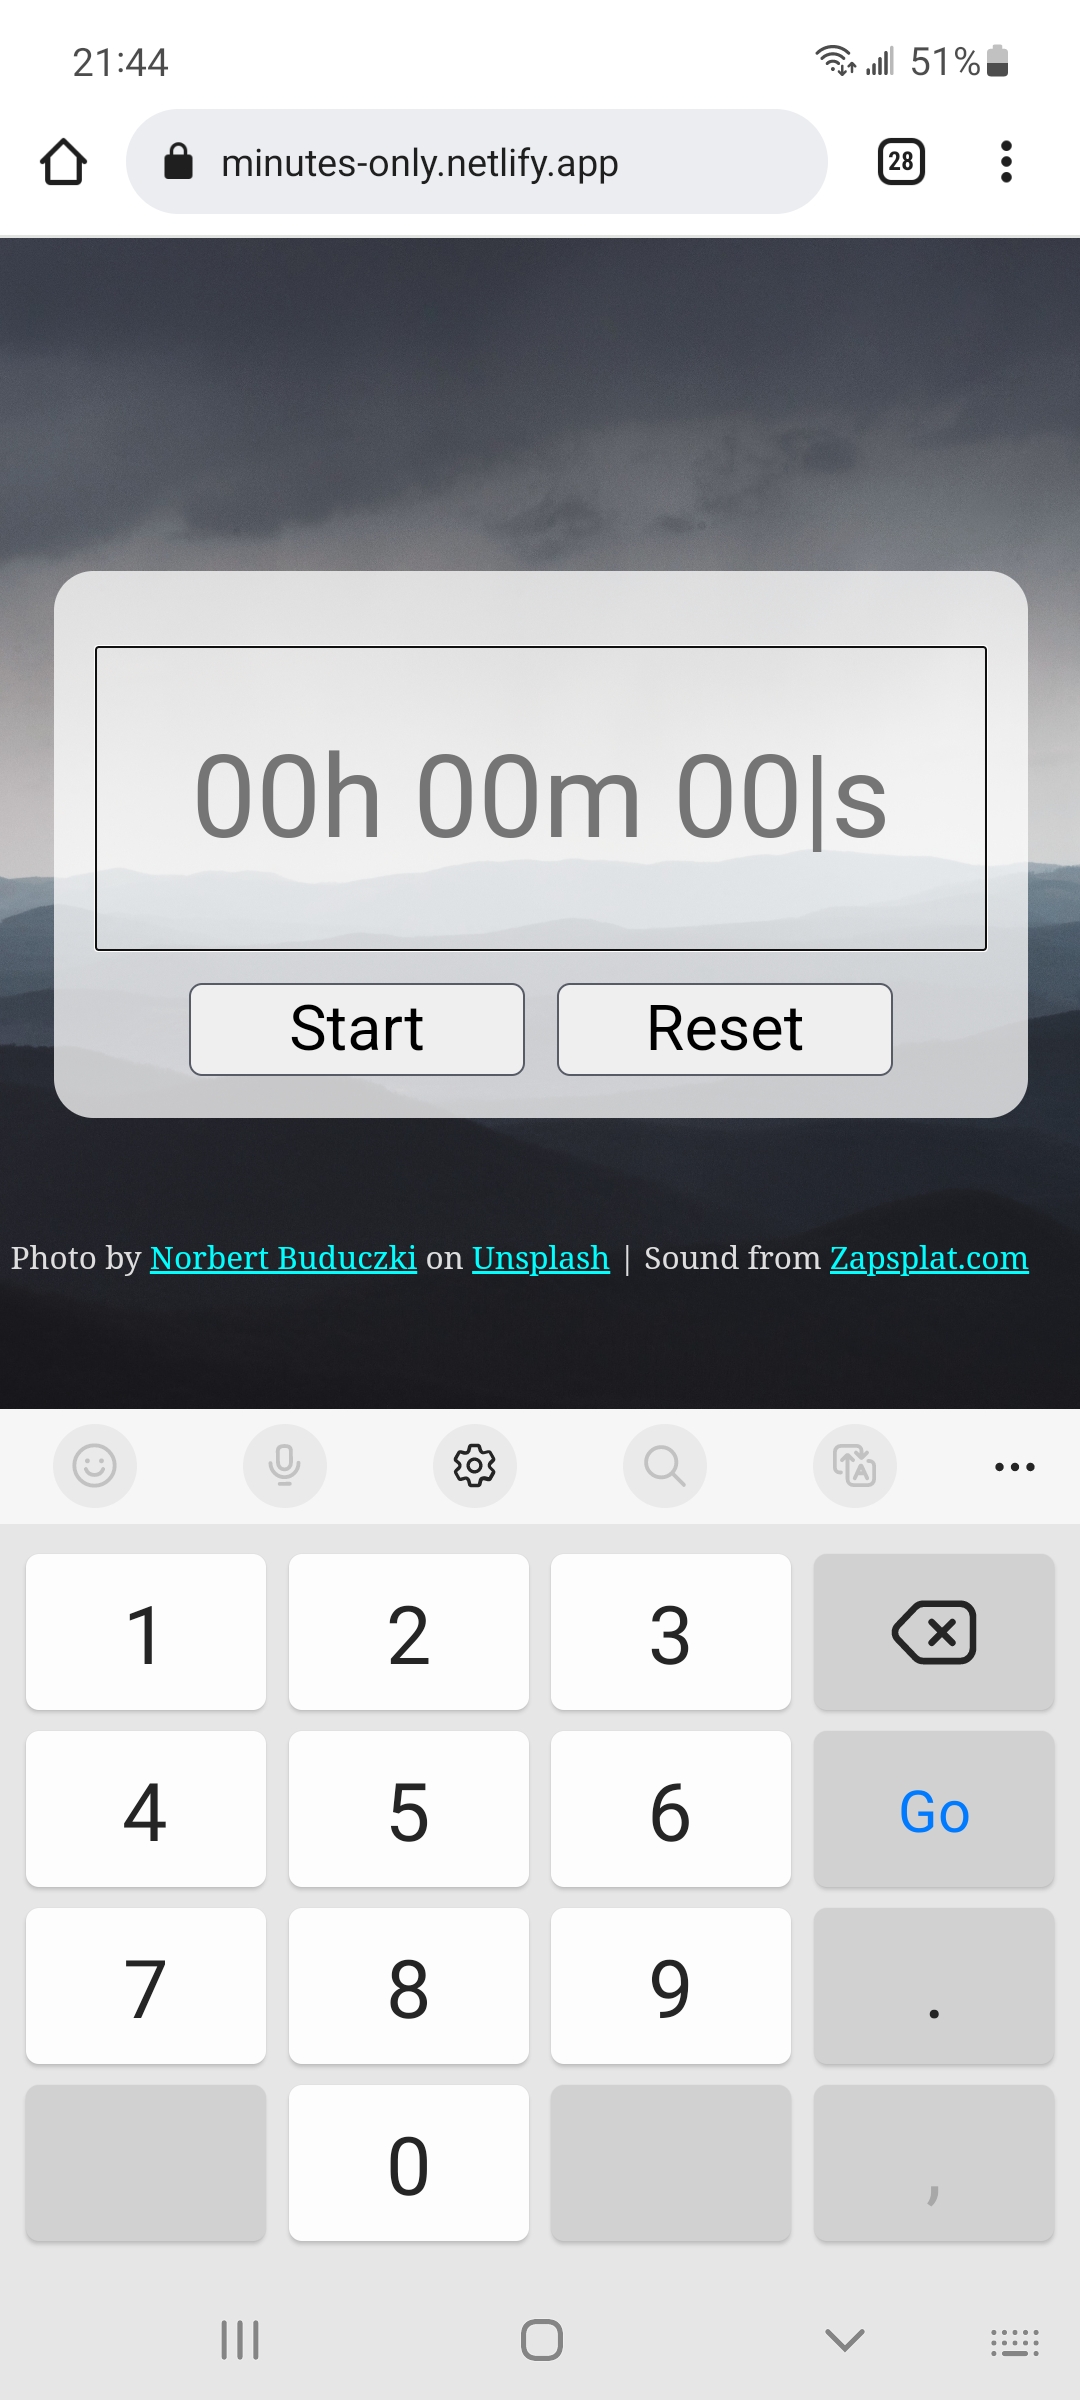 21:44 51%
minutes-only.netlify.app 28
00h 00m 00|s
Start Reset
Photo by Norbert Buduczki on Unsplash | Sound from Zapsplat.com
1 2 3
4 5 6 Go
7 8 9 .
0 ,